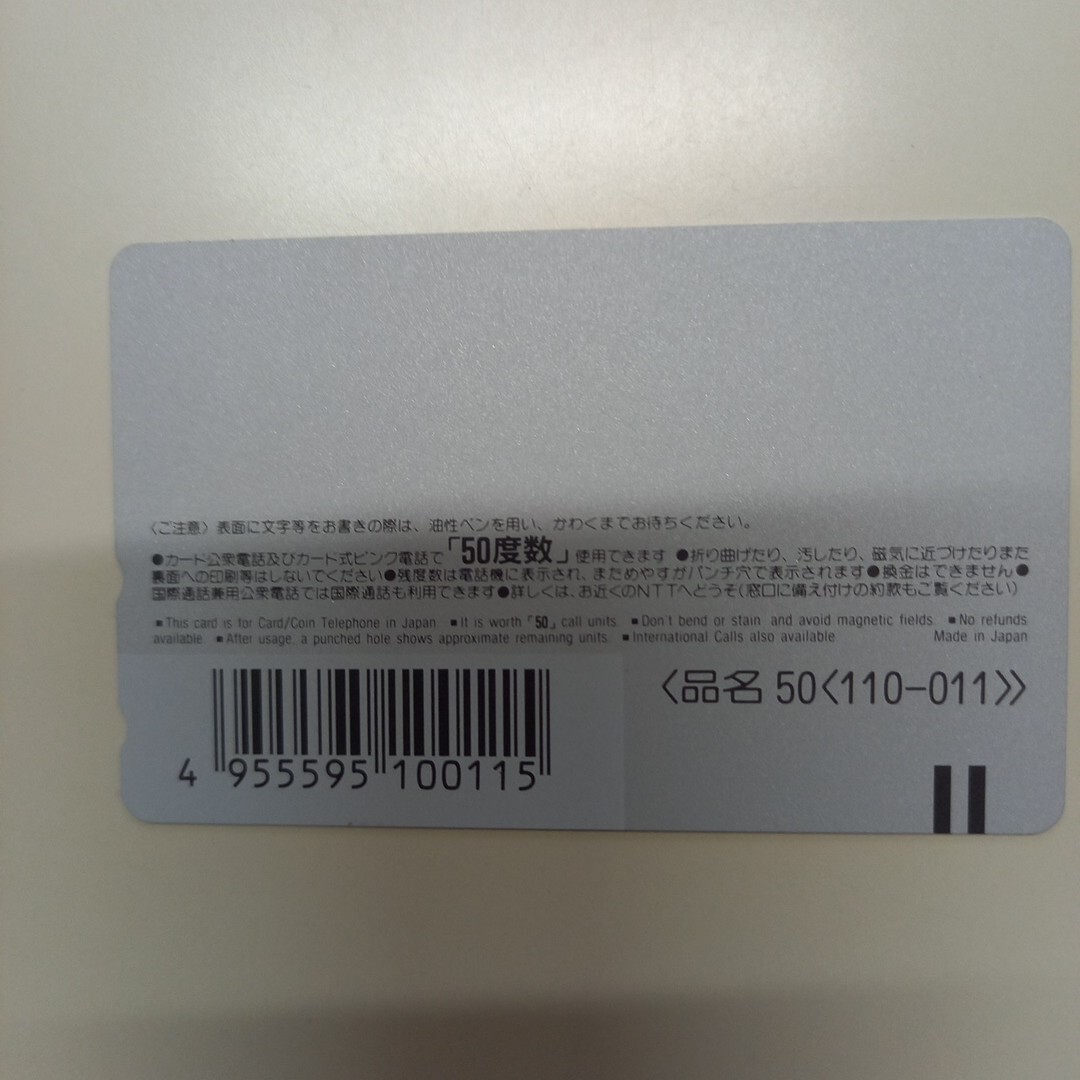 〈ご注意〉表面に文字等をお書きの際は、油性ペンを用い、かわくまでお待ちください。
●カード公衆電話及びカード式ピンク電話で「50度数」使用できます ●折り曲げたり、汚したり、磁気に近づけたりまた
裏面への印刷等はしないでください●残度数は電話機に表示され、まためやすがパンチ穴で表示されます●換金はできません●
国際通話兼用公衆電話では国際通話も利用できます●詳しくは、お近くのNTTへどうぞ(窓口に備え付けの約款もご覧ください)
■This card is for Card/Coin Telephone in Japan. ■It is worth「50」call units. ■Don't bend or stain and avoid magnetic fields. ■No refunds
available. ■After usage, a punched hole shows approximate remaining units. ■International Calls also available Made in Japan
〈品名 50〈110-011〉〉
4 955595 100115